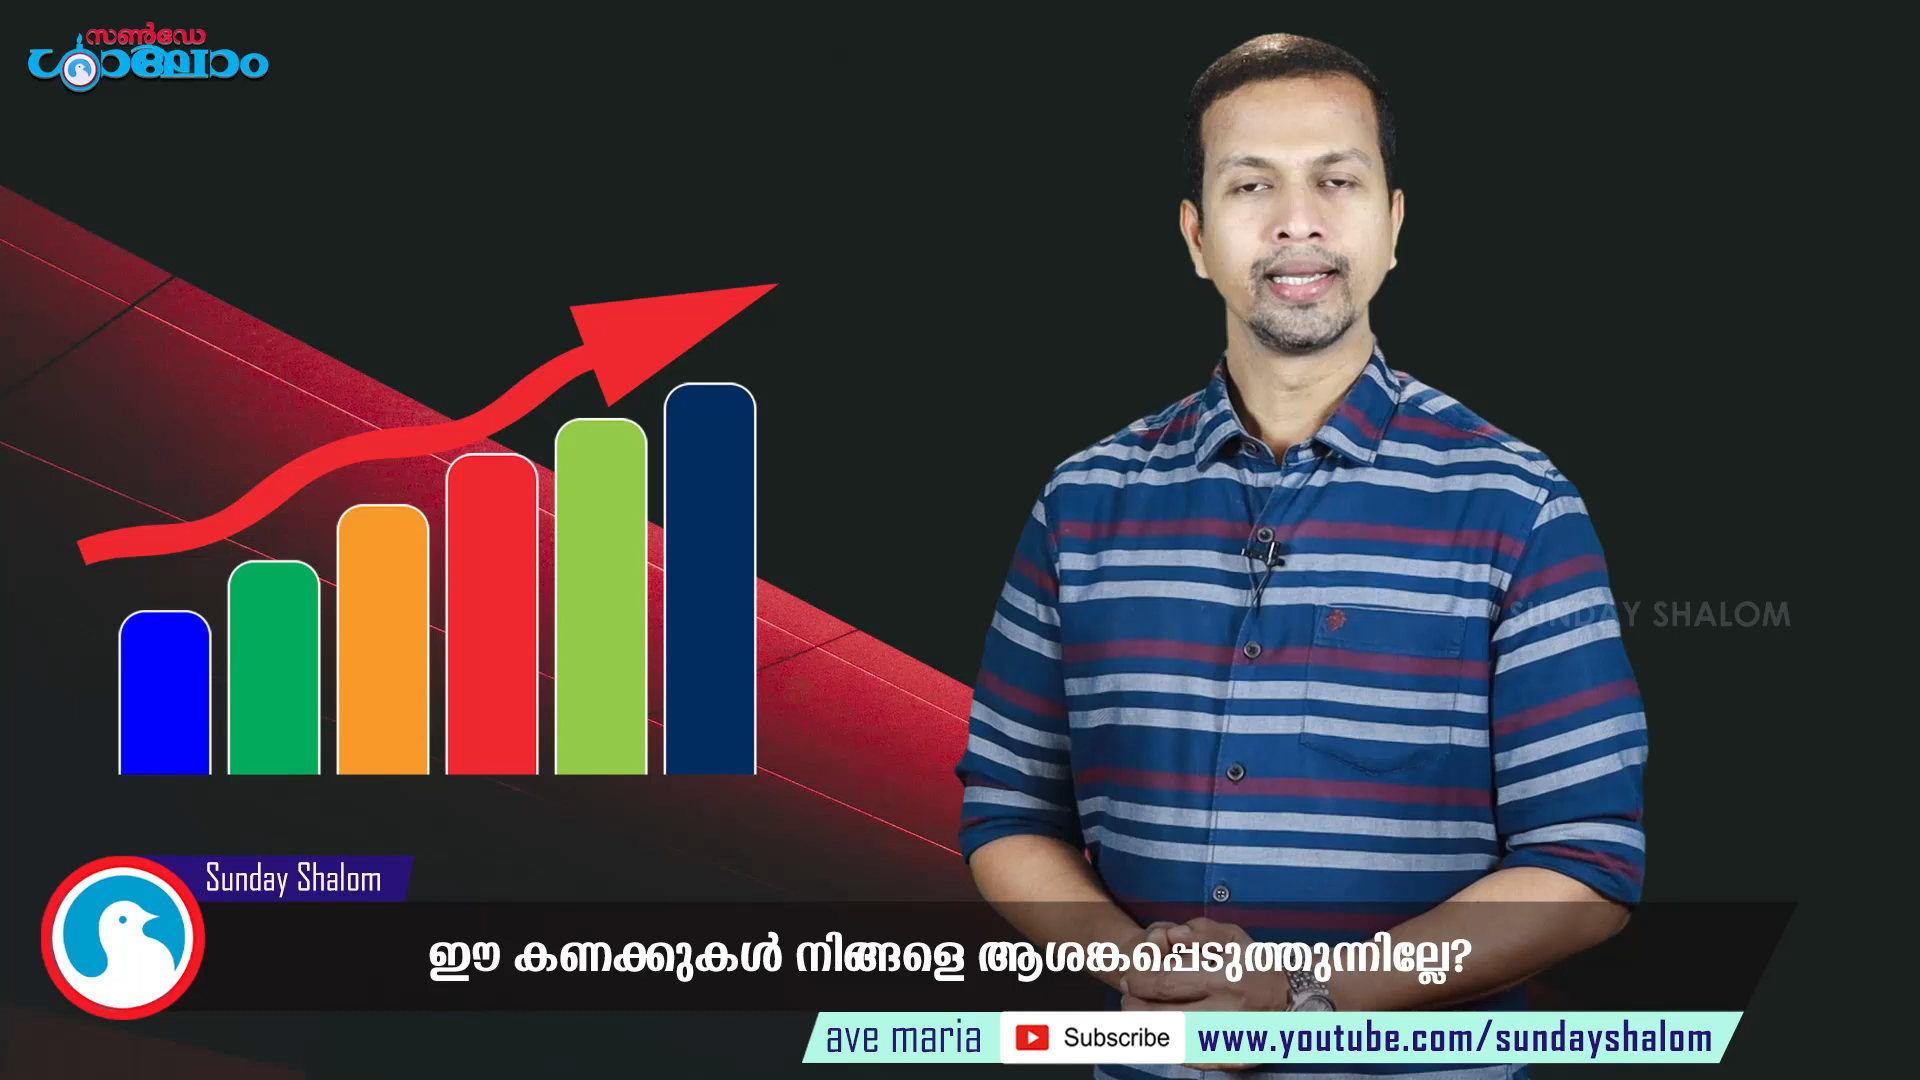 സൺഡേ
ശാലോം
SUNDAY SHALOM
Sunday Shalom
ഈ കണക്കുകൾ നിങ്ങളെ ആശങ്കപ്പെടുത്തുന്നില്ലേ?
ave maria Subscribe www.youtube.com/sundayshalom